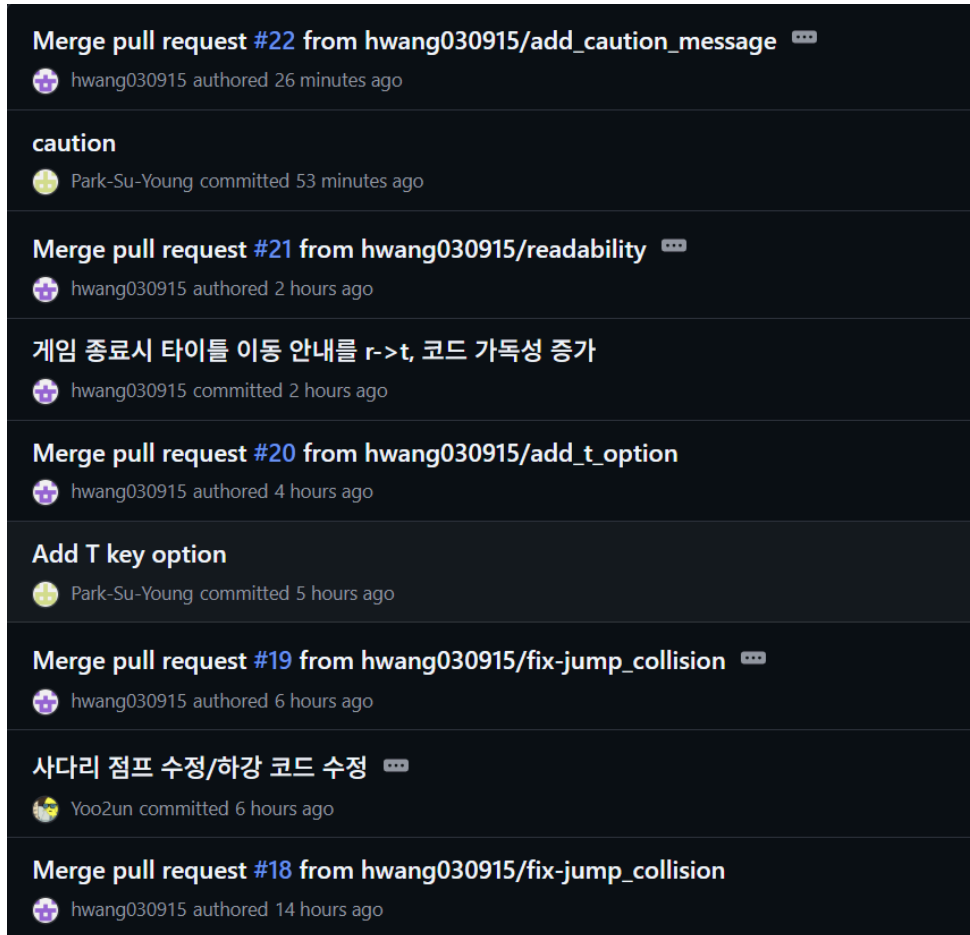 Merge pull request #22 from hwang030915/add_caution_message
hwang030915 authored 26 minutes ago
caution
Park-Su-Young committed 53 minutes ago
Merge pull request #21 from hwang030915/readability
hwang030915 authored 2 hours ago
게임 종료시 타이틀 이동 안내를 r->t, 코드 가독성 증가
hwang030915 committed 2 hours ago
Merge pull request #20 from hwang030915/add_t_option
hwang030915 authored 4 hours ago
Add T key option
Park-Su-Young committed 5 hours ago
Merge pull request #19 from hwang030915/fix-jump_collision
hwang030915 authored 6 hours ago
사다리 점프 수정/하강 코드 수정
Yoo2un committed 6 hours ago
Merge pull request #18 from hwang030915/fix-jump_collision
hwang030915 authored 14 hours ago